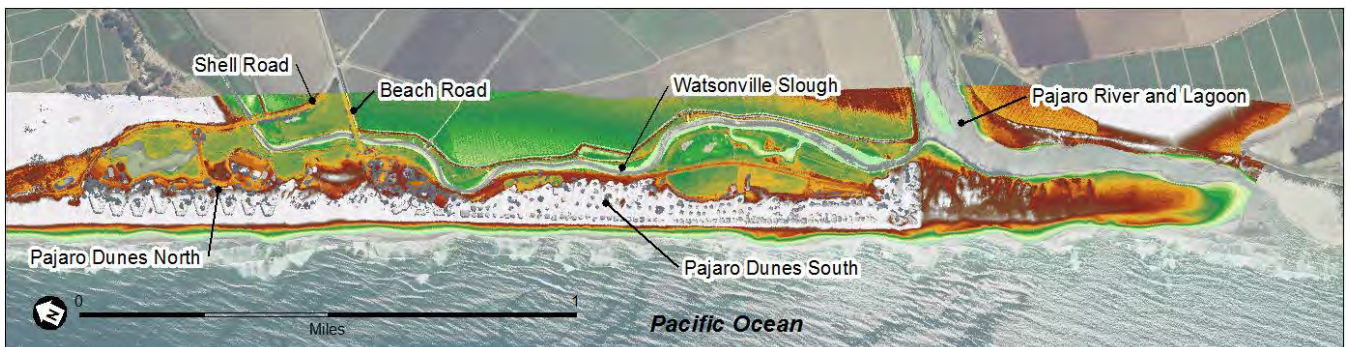 Shell Road
Beach Road
Watsonville Slough
Pajaro River and Lagoon
Pajaro Dunes North
Pajaro Dunes South
N
0 1
Miles
Pacific Ocean